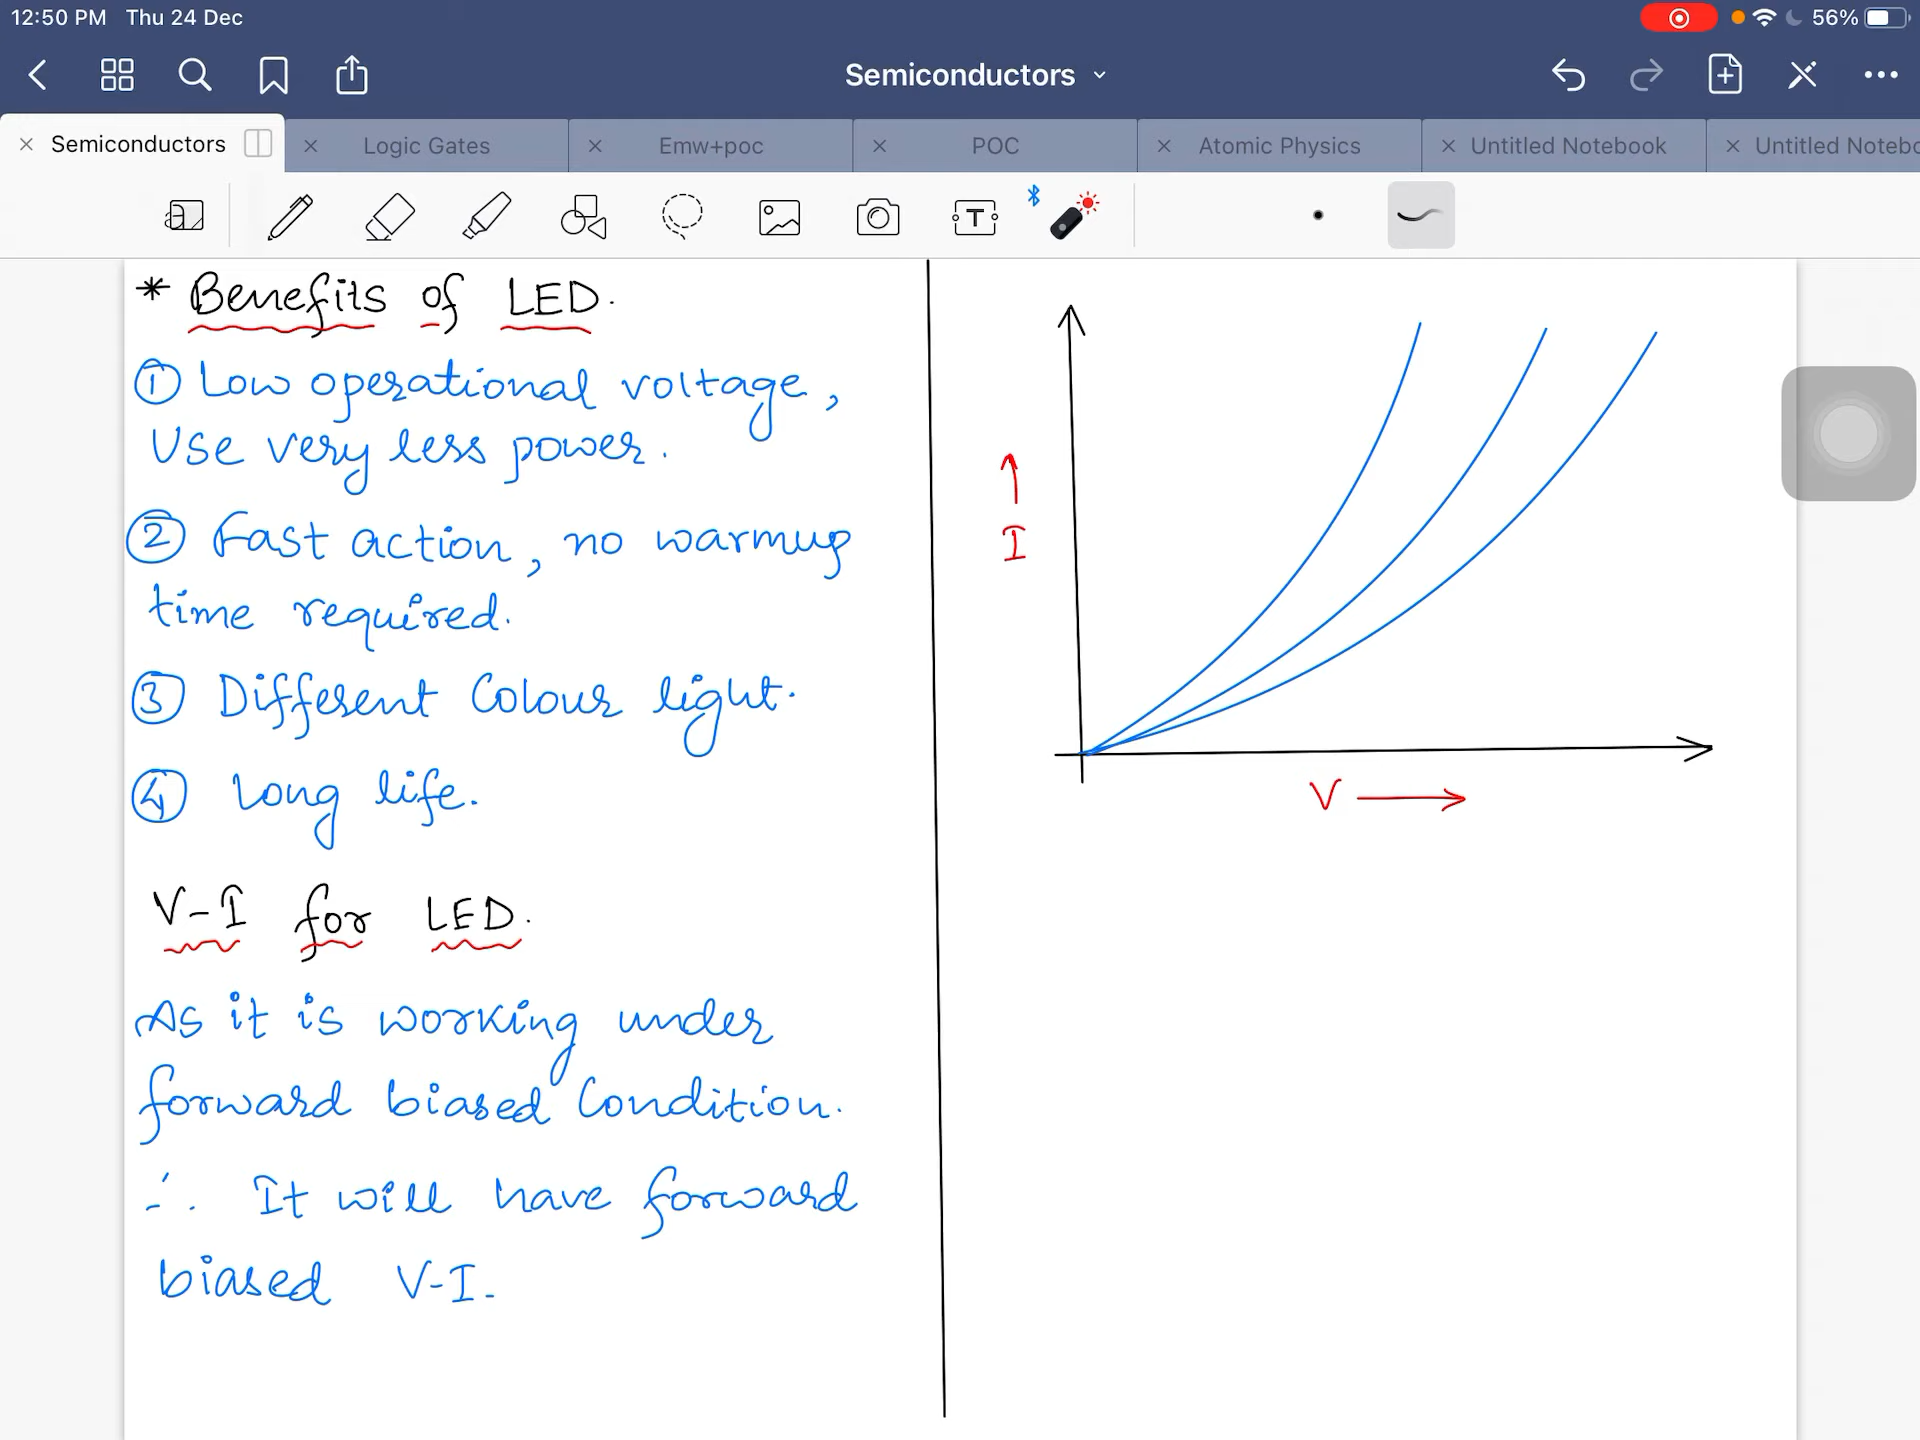 12:50 PM Thu 24 Dec
56%
Semiconductors
Semiconductors
Logic Gates
Emw+poc
POC
Atomic Physics
Untitled Notebook
Untitled Notebo
* Benefits of LED.
① Low operational voltage,
Use very less power.
② Fast action, no warmup
time required.
③ Different Colour light.
④ Long life.
V-I for LED.
As it is working under
forward biased Condition.
∴ It will have forward
biased V-I.
↑
I
V →